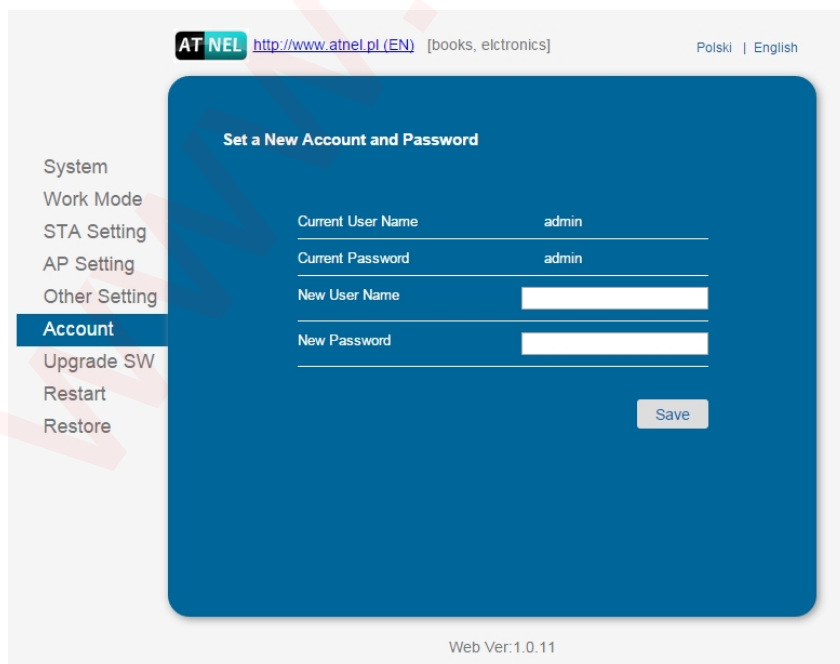 AT NEL http://www.atnel.pl (EN) [books, elctronics] Polski | English
Set a New Account and Password
System
Work Mode
STA Setting
AP Setting
Other Setting
Account
Upgrade SW
Restart
Restore
Current User Name admin
Current Password admin
New User Name
New Password
Save
Web Ver:1.0.11